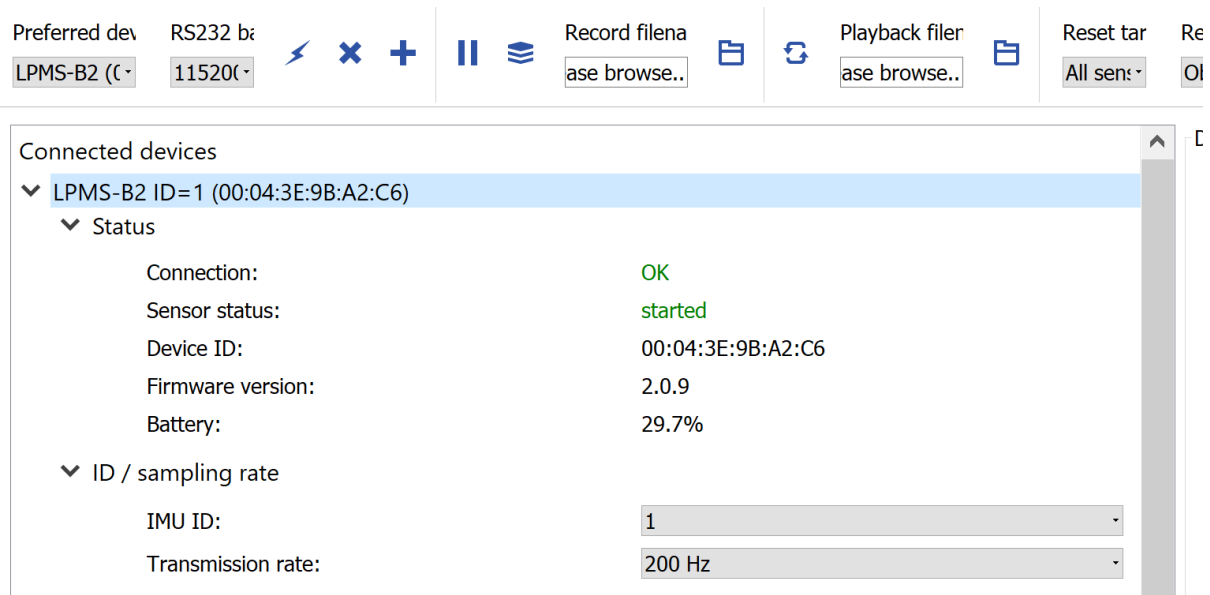 Preferred dev RS232 ba Record filena Playback filer Reset tar Re
LPMS-B2 (( 115200 ase browse.. ase browse.. All sens
Connected devices
LPMS-B2 ID=1 (00:04:3E:9B:A2:C6)
Status
Connection: OK
Sensor status: started
Device ID: 00:04:3E:9B:A2:C6
Firmware version: 2.0.9
Battery: 29.7%
ID / sampling rate
IMU ID: 1
Transmission rate: 200 Hz